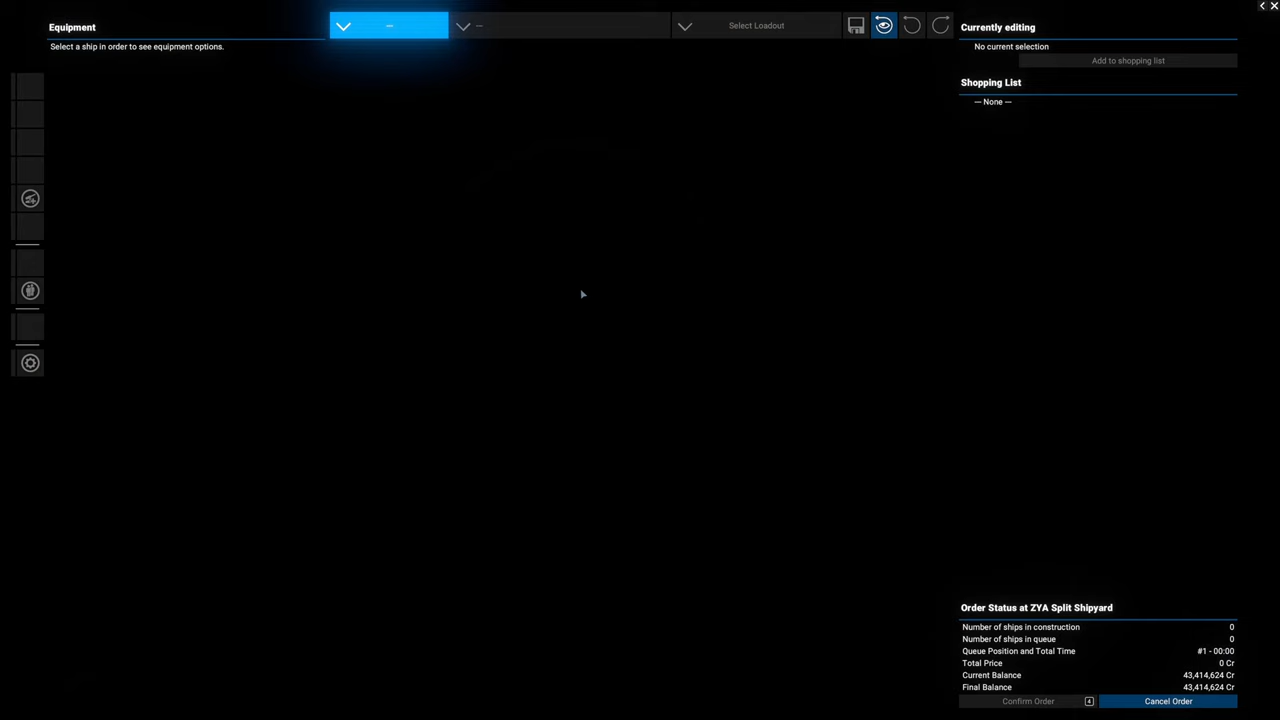 Equipment
Select a ship in order to see equipment options.
—
—
Select Loadout
Currently editing
No current selection
Add to shopping list
Shopping List
— None —
Order Status at ZYA Split Shipyard
Number of ships in construction 0
Number of ships in queue 0
Queue Position and Total Time #1 - 00:00
Total Price 0 Cr
Current Balance 43,414,624 Cr
Final Balance 43,414,624 Cr
Confirm Order 4 Cancel Order